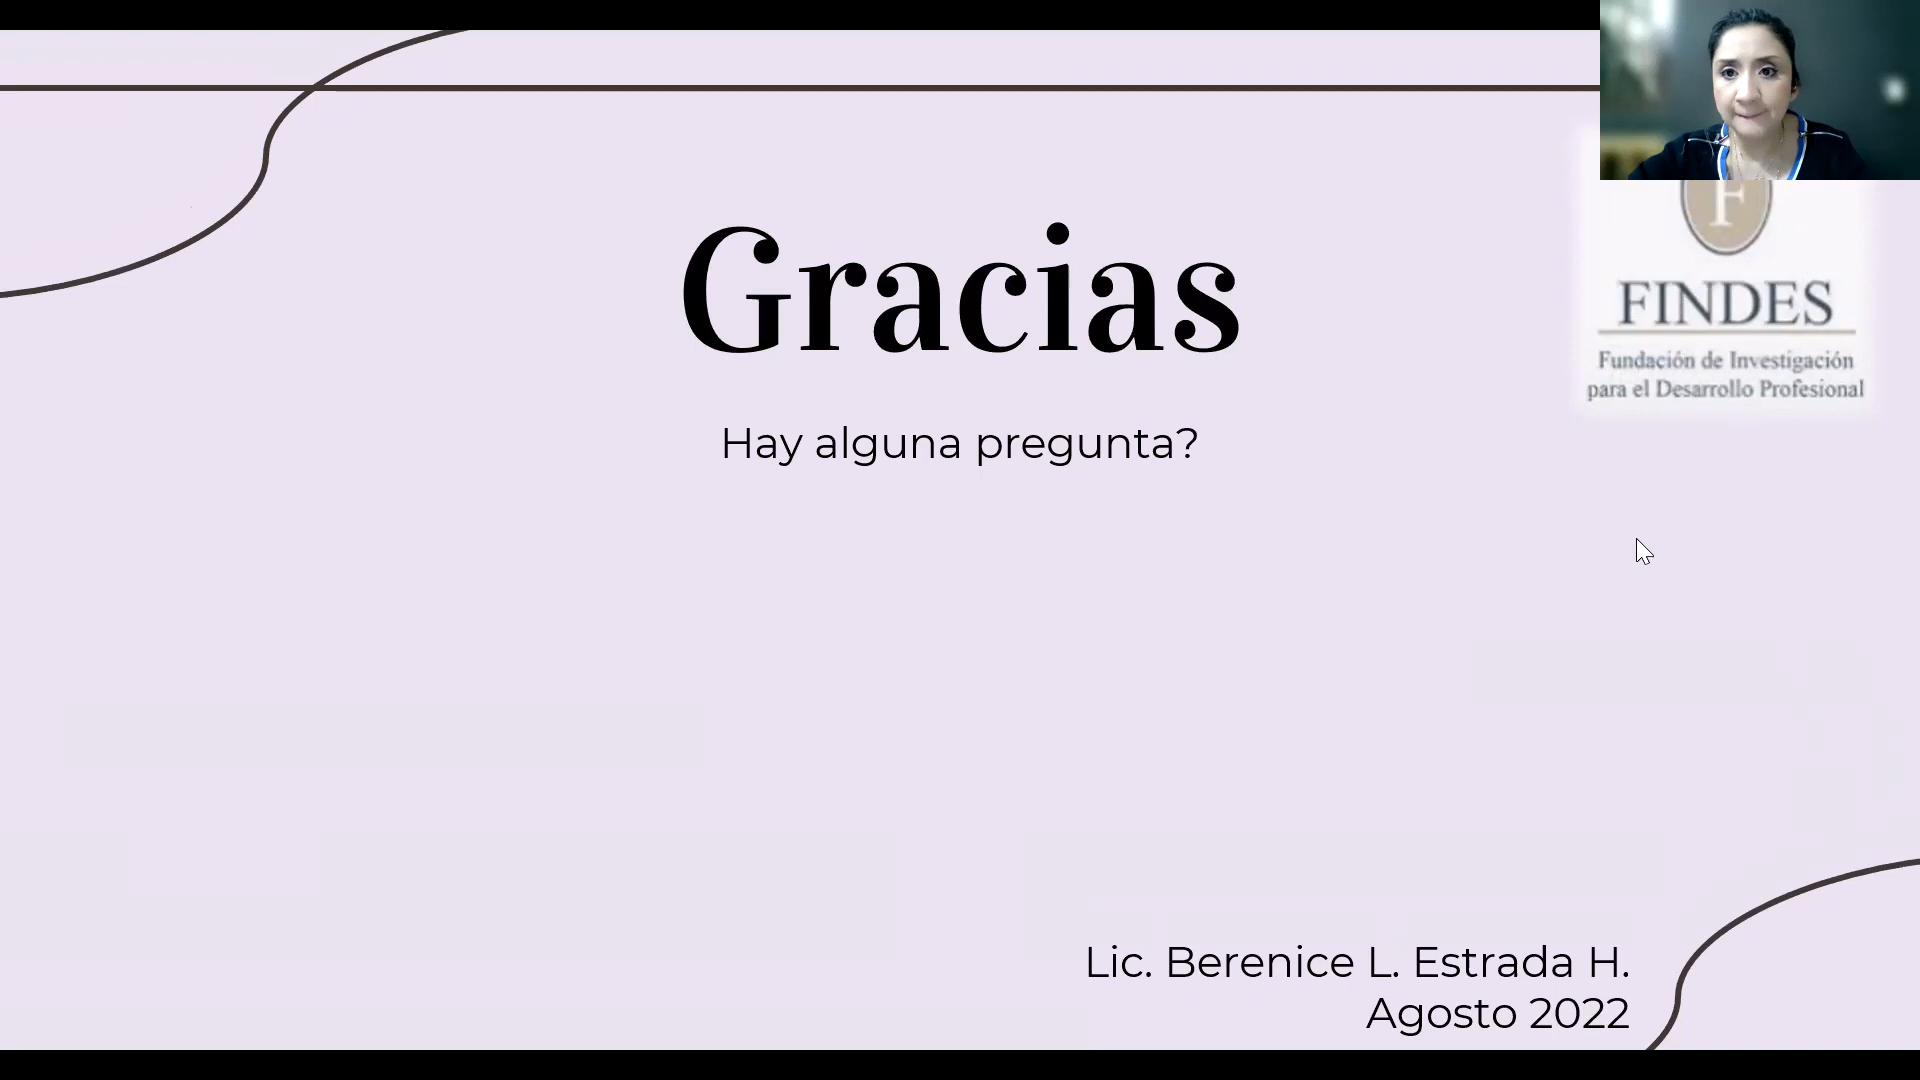 Gracias
Hay alguna pregunta?
F
FINDES
Fundación de Investigación
para el Desarrollo Profesional
Lic. Berenice L. Estrada H.
Agosto 2022